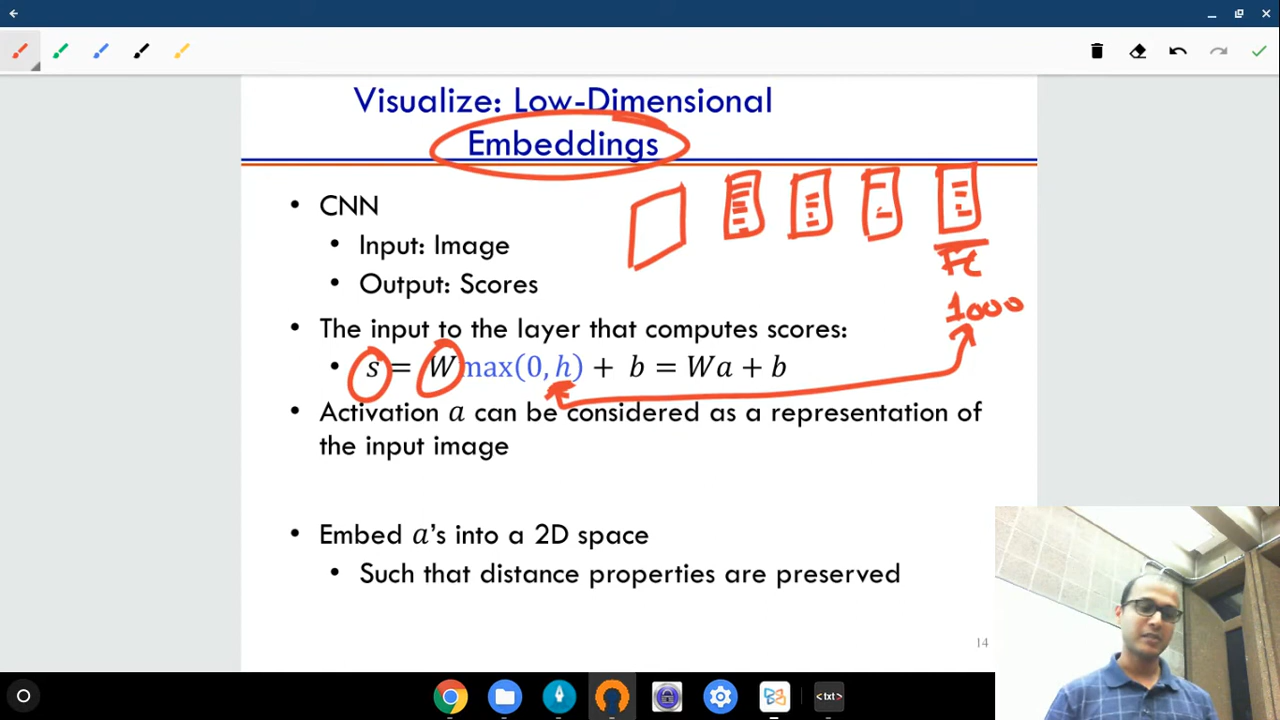 Visualize: Low-Dimensional
Embeddings
• CNN
• Input: Image
• Output: Scores
FC
1000
• The input to the layer that computes scores:
• s = W max(0, h) + b = Wa + b
• Activation a can be considered as a representation of
the input image
• Embed a's into a 2D space
• Such that distance properties are preserved
14
<txt>